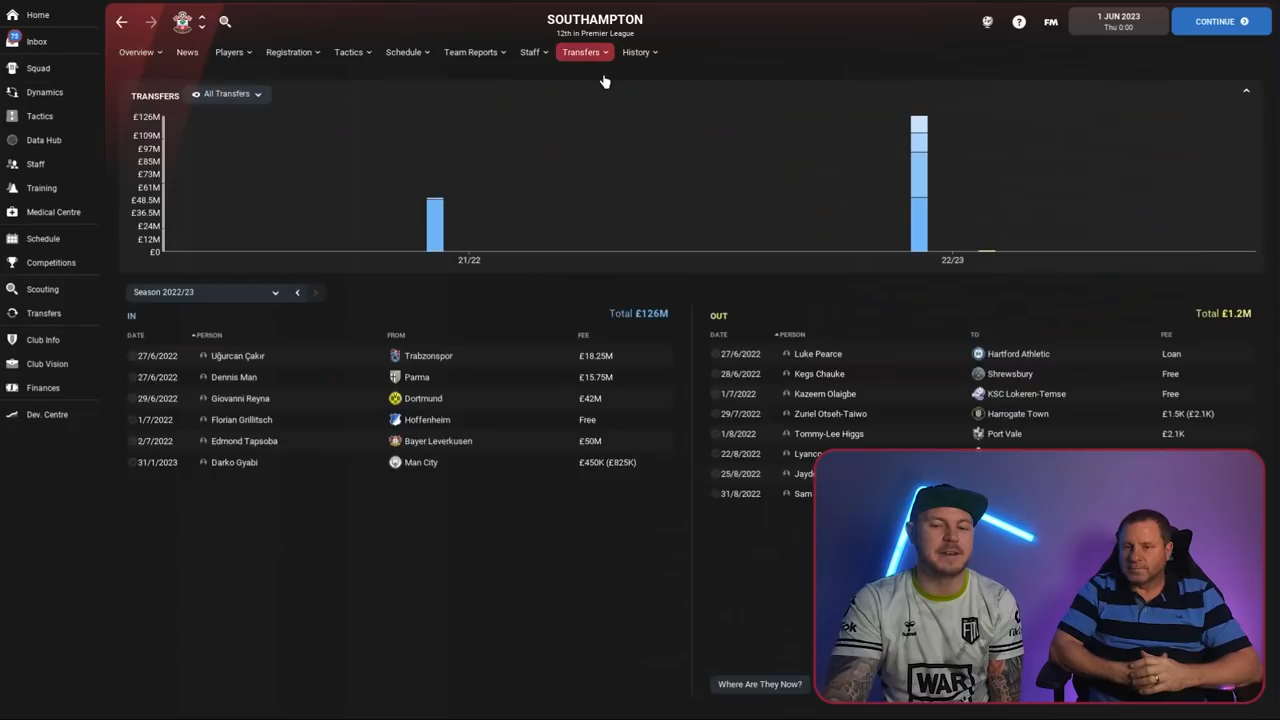 Home
75
Inbox
Squad
Dynamics
Tactics
Data Hub
Staff
Training
Medical Centre
Schedule
Competitions
Scouting
Transfers
Club Info
Club Vision
Finances
Dev. Centre
SOUTHAMPTON
12th in Premier League
FM
1 JUN 2023
Thu 0:00
CONTINUE
Overview News Players Registration Tactics Schedule Team Reports Staff Transfers History
TRANSFERS All Transfers
£126M
£109M
£97M
£85M
£73M
£61M
£48.5M
£36.5M
£24M
£12M
£0
21/22 22/23
Season 2022/23
IN Total £126M
DATE PERSON FROM FEE
27/6/2022 Uğurcan Çakır Trabzonspor £18.25M
27/6/2022 Dennis Man Parma £15.75M
29/6/2022 Giovanni Reyna Dortmund £42M
1/7/2022 Florian Grillitsch Hoffenheim Free
2/7/2022 Edmond Tapsoba Bayer Leverkusen £50M
31/1/2023 Darko Gyabi Man City £450K (£825K)
OUT Total £1.2M
DATE PERSON TO FEE
27/6/2022 Luke Pearce Hartford Athletic Loan
28/6/2022 Kegs Chauke Shrewsbury Free
1/7/2022 Kazeem Olaigbe KSC Lokeren-Temse Free
29/7/2022 Zuriel Otseh-Taiwo Harrogate Town £1.5K (£2.1K)
1/8/2022 Tommy-Lee Higgs Port Vale £2.1K
22/8/2022 Lyanco
25/8/2022 Jayd
31/8/2022 Sam
Where Are They Now?
WAR